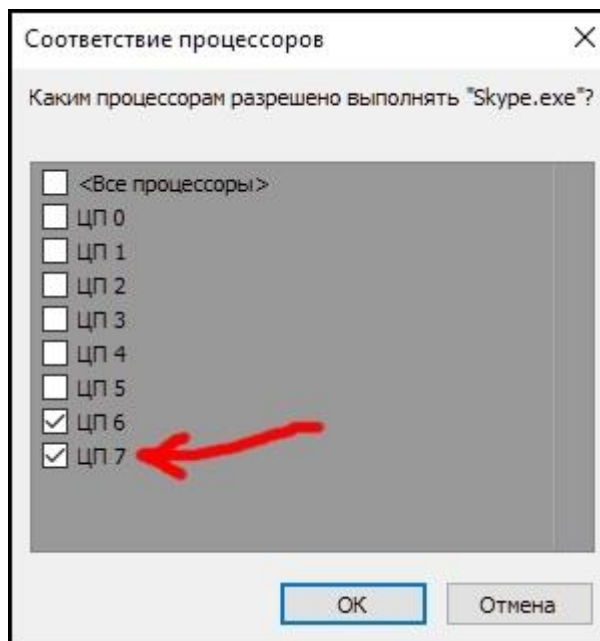 Соответствие процессоров
Каким процессорам разрешено выполнять "Skype.exe"?
<Все процессоры>
ЦП 0
ЦП 1
ЦП 2
ЦП 3
ЦП 4
ЦП 5
ЦП 6
ЦП 7
ОК
Отмена